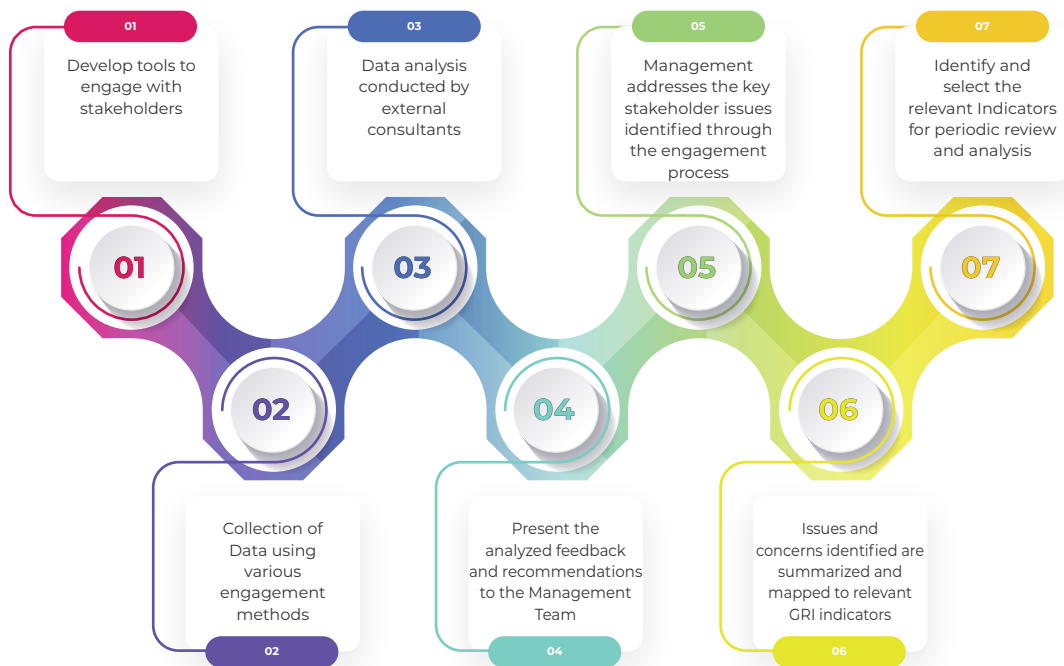 01
Develop tools to
engage with
stakeholders
01
02
Collection of
Data using
various
engagement
methods
02
03
Data analysis
conducted by
external
consultants
03
04
Present the
analyzed feedback
and recommendations
to the Management
Team
04
05
Management
addresses the key
stakeholder issues
identified through
the engagement
process
05
06
Issues and
concerns identified are
summarized and
mapped to relevant
GRI indicators
06
07
Identify and
select the
relevant Indicators
for periodic review
and analysis
07